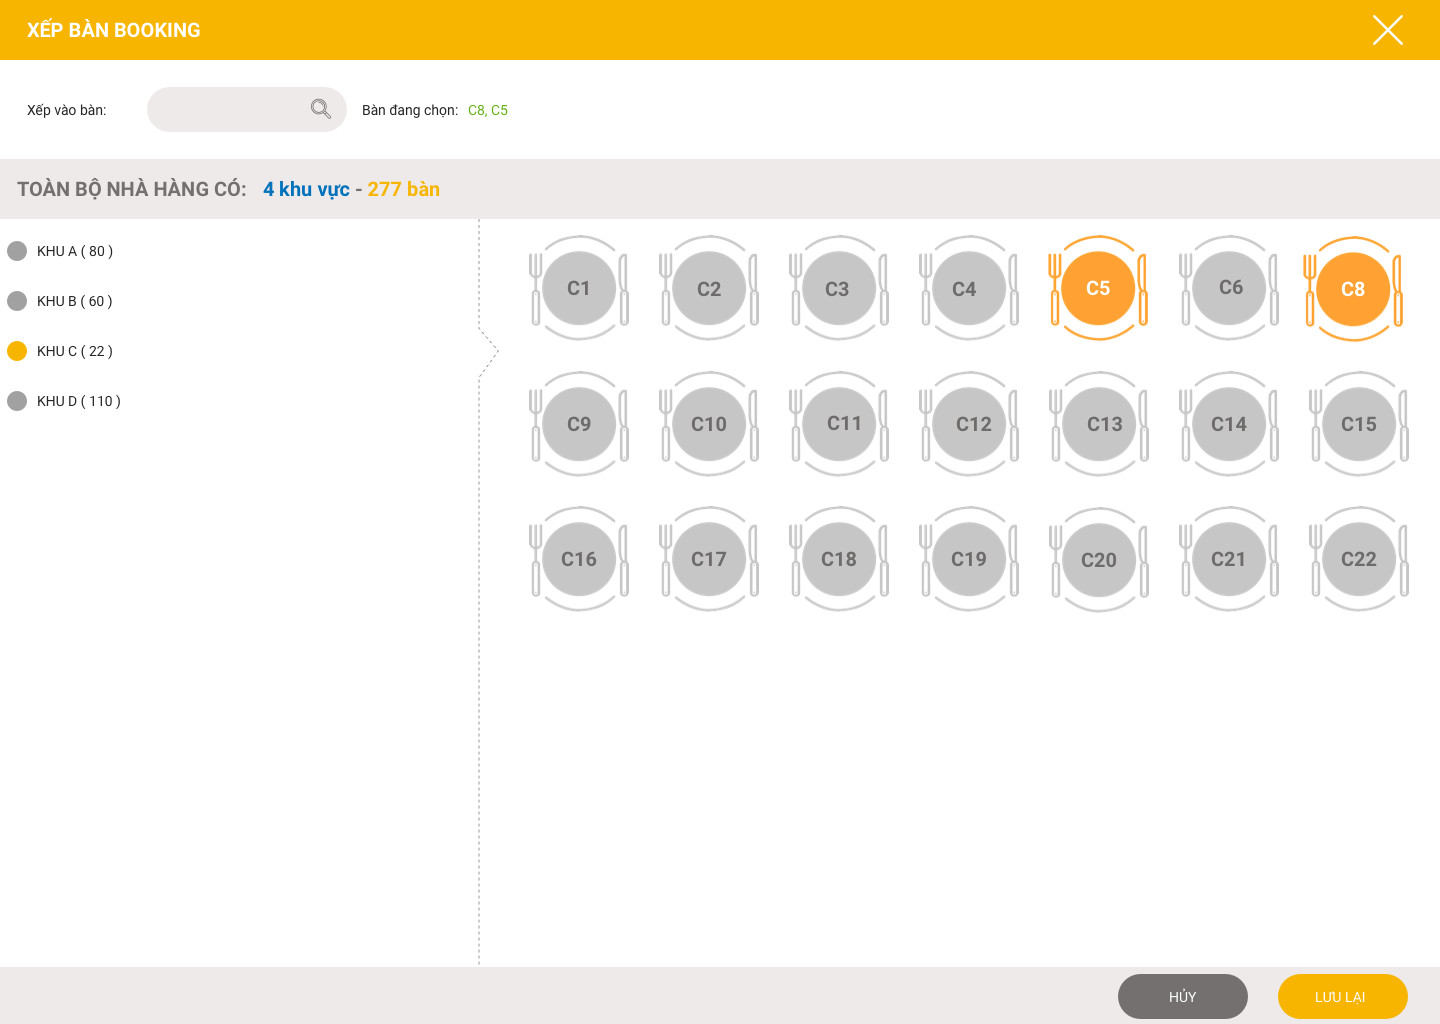 XẾP BÀN BOOKING
Xếp vào bàn:
Bàn đang chọn: C8, C5
TOÀN BỘ NHÀ HÀNG CÓ: 4 khu vực - 277 bàn
KHU A ( 80 )
KHU B ( 60 )
KHU C ( 22 )
KHU D ( 110 )
C1 C2 C3 C4 C5 C6 C8
C9 C10 C11 C12 C13 C14 C15
C16 C17 C18 C19 C20 C21 C22
HỦY
LƯU LẠI